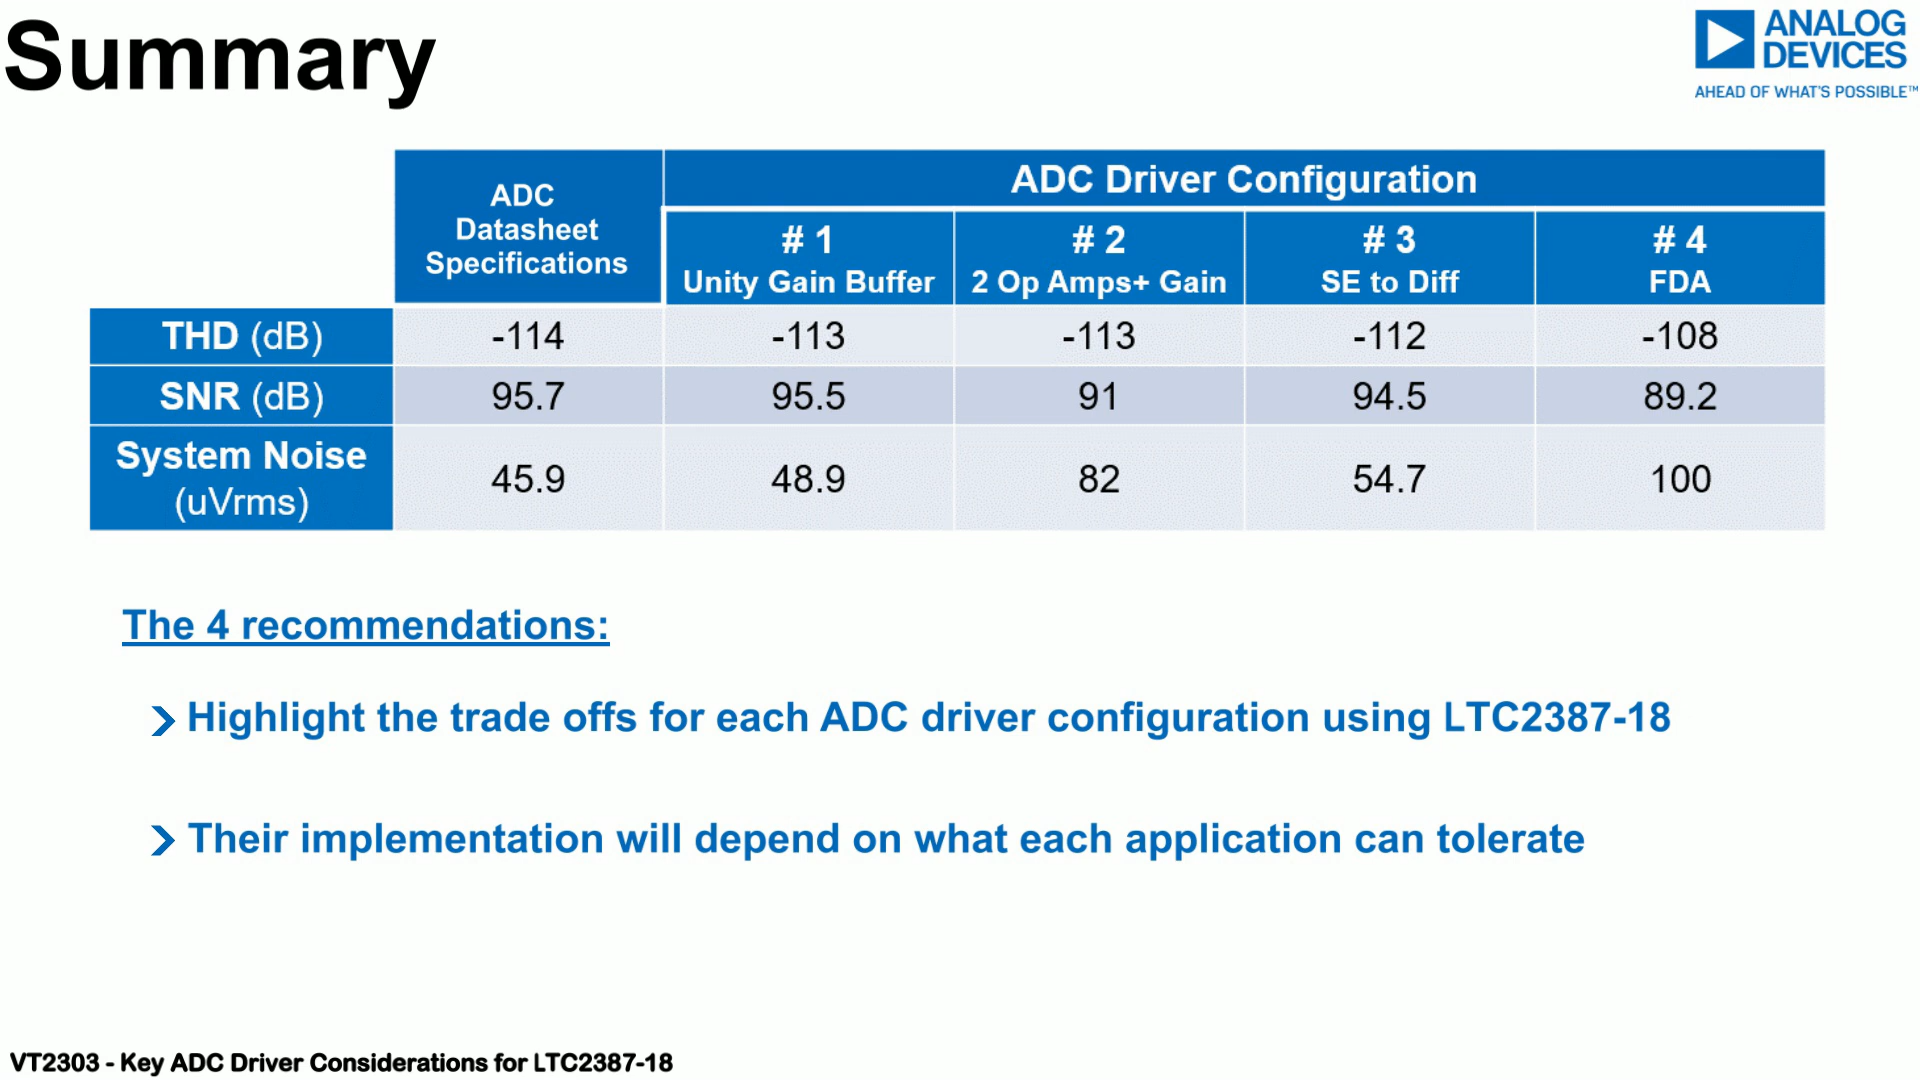 Summary
ANALOG
DEVICES
AHEAD OF WHAT'S POSSIBLE™
ADC
Datasheet
Specifications
ADC Driver Configuration
# 1
Unity Gain Buffer
# 2
2 Op Amps+ Gain
# 3
SE to Diff
# 4
FDA
THD (dB) -114 -113 -113 -112 -108
SNR (dB) 95.7 95.5 91 94.5 89.2
System Noise
(uVrms) 45.9 48.9 82 54.7 100
The 4 recommendations:
Highlight the trade offs for each ADC driver configuration using LTC2387-18
Their implementation will depend on what each application can tolerate
VT2303 - Key ADC Driver Considerations for LTC2387-18